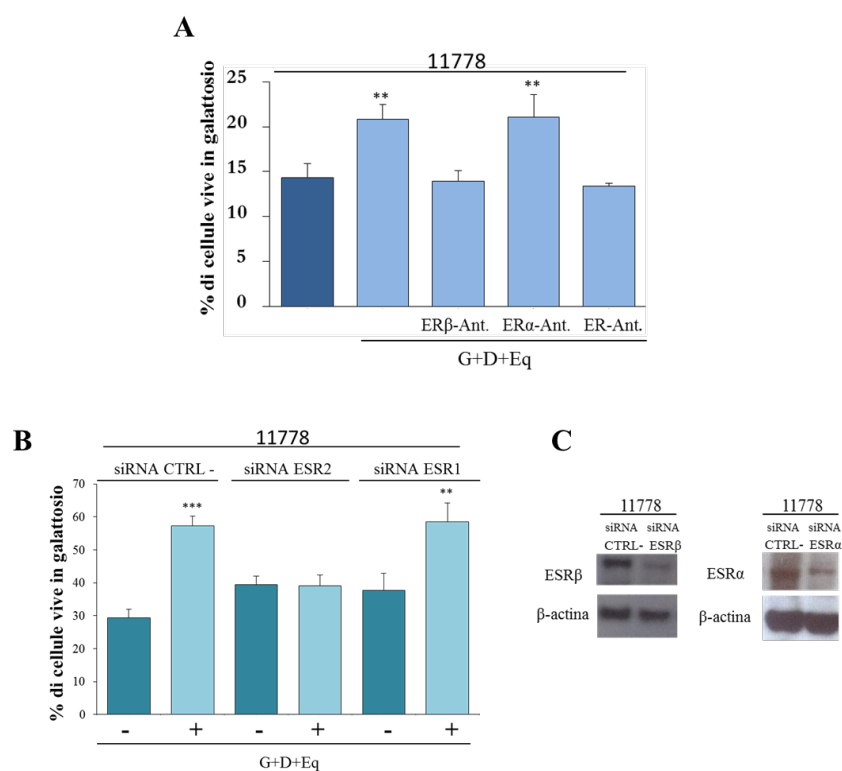 A
11778
% di cellule vive in galattosio
25
20
15
10
5
0
**
**
ERβ-Ant. ERα-Ant. ER-Ant.
G+D+Eq
B
11778
siRNA CTRL - siRNA ESR2 siRNA ESR1
% di cellule vive in galattosio
70
60
50
40
30
20
10
0
***
**
- + - + - +
G+D+Eq
C
11778
siRNA siRNA
CTRL- ESRβ
ESRβ
β-actina
11778
siRNA siRNA
CTRL- ESRα
ESRα
β-actina